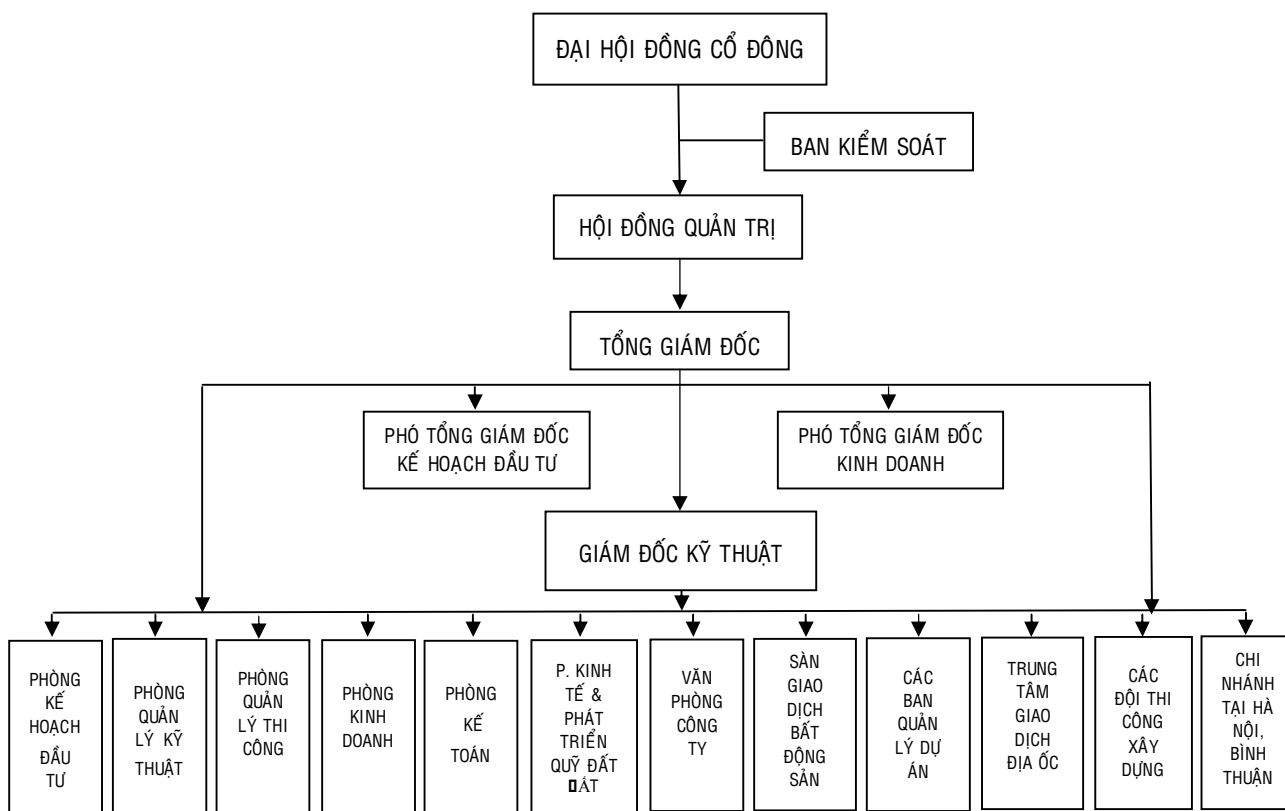 ĐẠI HỘI ĐỒNG CỔ ĐÔNG
BAN KIỂM SOÁT
HỘI ĐỒNG QUẢN TRỊ
TỔNG GIÁM ĐỐC
PHÓ TỔNG GIÁM ĐỐC
KẾ HOẠCH ĐẦU TƯ
PHÓ TỔNG GIÁM ĐỐC
KINH DOANH
GIÁM ĐỐC KỸ THUẬT
PHÒNG
KẾ
HOẠCH
ĐẦU
TƯ
PHÒNG
QUẢN
LÝ KỸ
THUẬT
PHÒNG
QUẢN
LÝ THI
CÔNG
PHÒNG
KINH
DOANH
PHÒNG
KẾ
TOÁN
P. KINH
TẾ &
PHÁT
TRIỂN
QUỸ ĐẤT
VĂN
PHÒNG
CÔNG
TY
SÀN
GIAO
DỊCH
BẤT
ĐỘNG
SẢN
CÁC
BAN
QUẢN
LÝ DỰ
ÁN
TRUNG
TÂM
GIAO
DỊCH
ĐỊA ỐC
CÁC
ĐỘI THI
CÔNG
XÂY
DỰNG
CHI
NHÁNH
TẠI HÀ
NỘI,
BÌNH
THUẬN